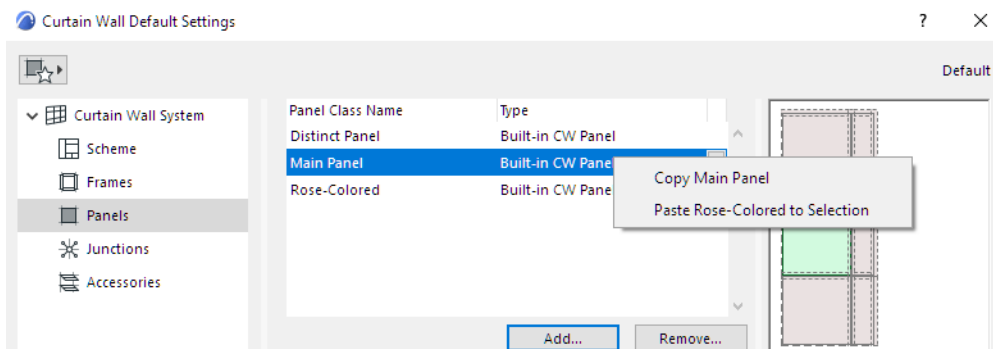 Curtain Wall Default Settings ? ×
Default
Curtain Wall System
Scheme
Frames
Panels
Junctions
Accessories
Panel Class Name Type
Distinct Panel Built-in CW Panel
Main Panel Built-in CW Pane
Rose-Colored Built-in CW Pane
Copy Main Panel
Paste Rose-Colored to Selection
Add... Remove...